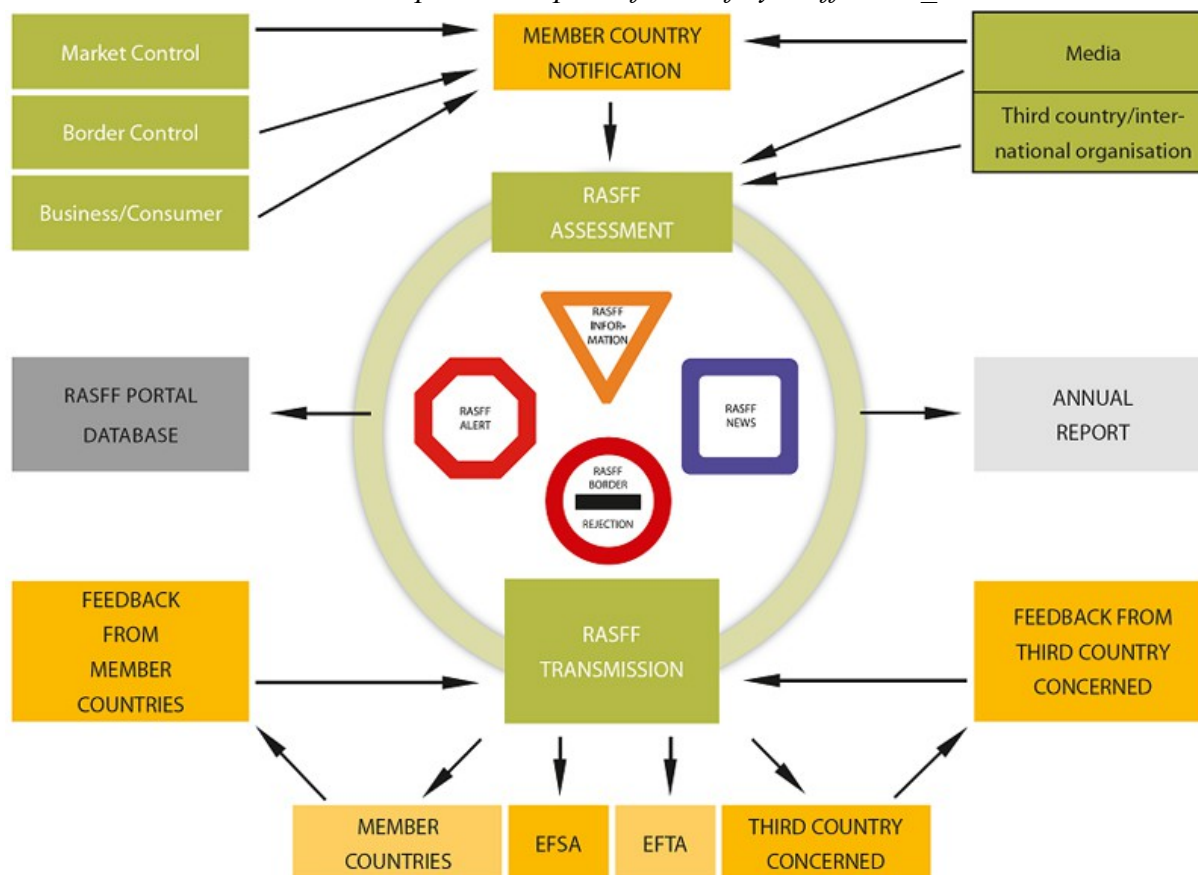 Market Control
MEMBER COUNTRY
NOTIFICATION
Media
Border Control
Third country/inter-
national organisation
Business/Consumer
RASFF
ASSESSMENT
RASFF
INFOR-
MATION
RASFF PORTAL
DATABASE
RASFF
ALERT
RASFF
NEWS
ANNUAL
REPORT
RASFF
BORDER
REJECTION
FEEDBACK
FROM
MEMBER
COUNTRIES
RASFF
TRANSMISSION
FEEDBACK FROM
THIRD COUNTRY
CONCERNED
MEMBER
COUNTRIES
EFSA
EFTA
THIRD COUNTRY
CONCERNED